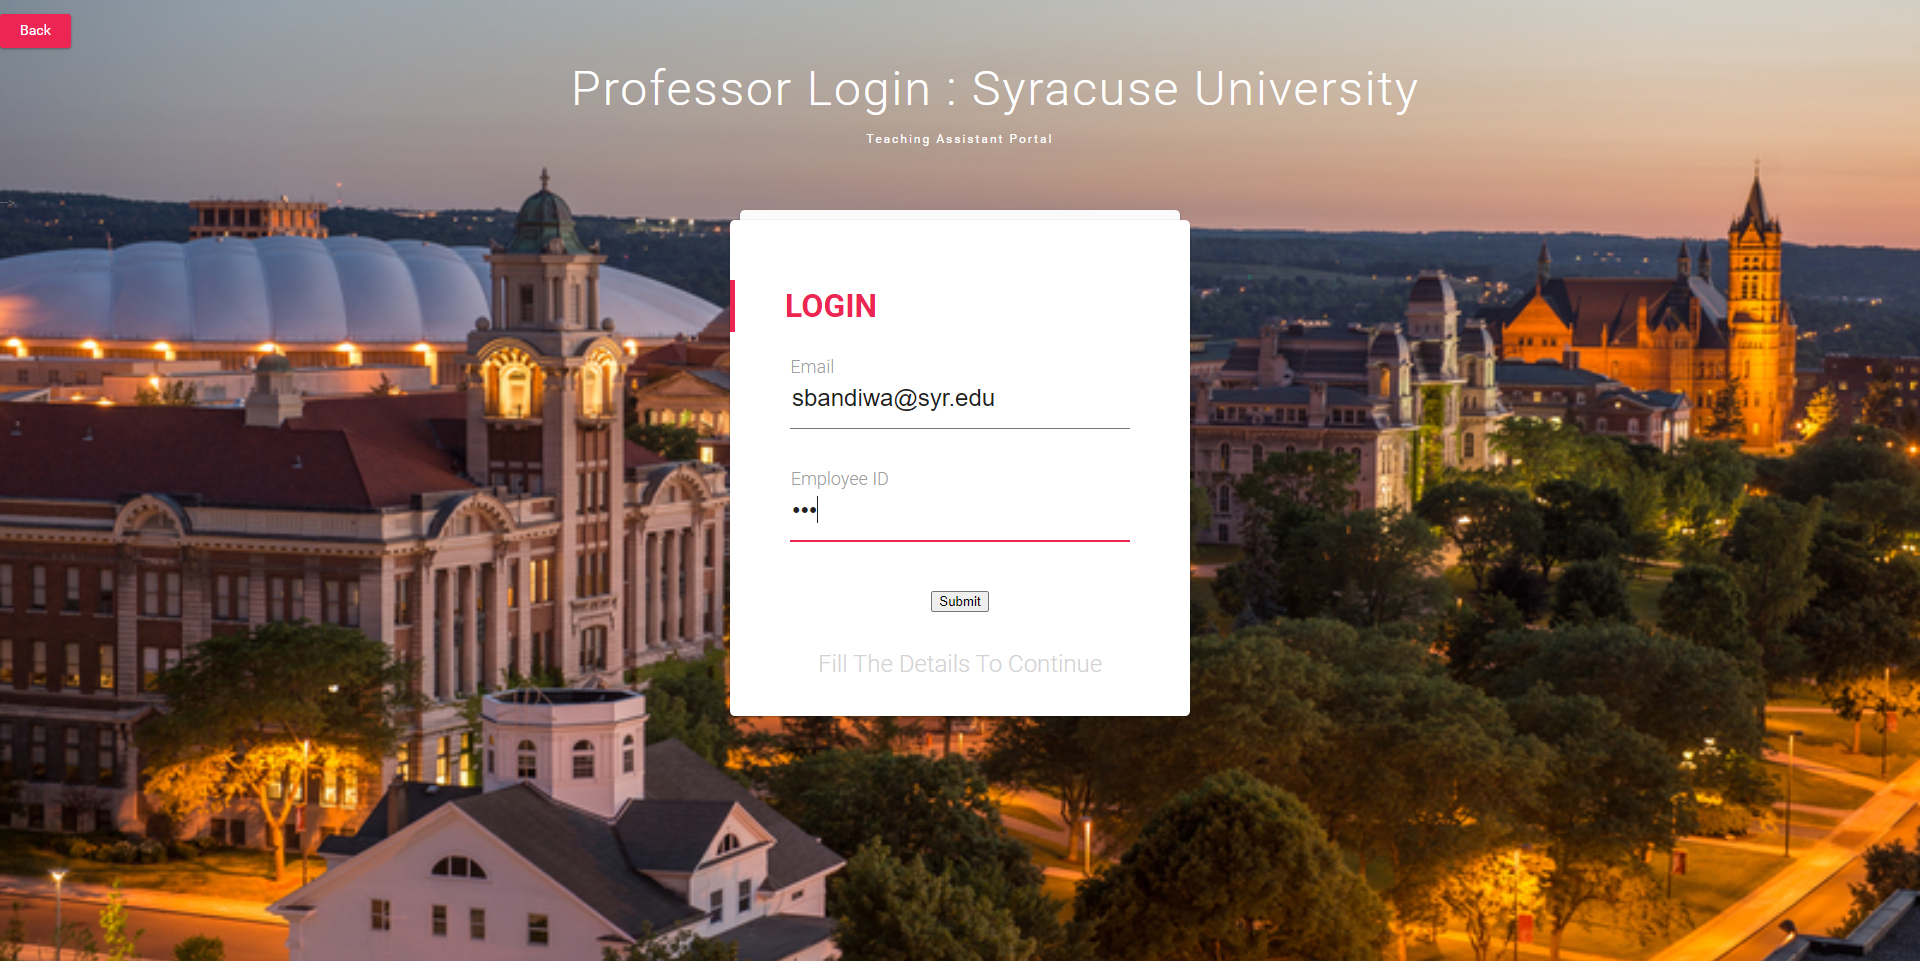 Back
Professor Login : Syracuse University
Teaching Assistant Portal
-->
LOGIN
Email
sbandiwa@syr.edu
Employee ID
•••
Submit
Fill The Details To Continue